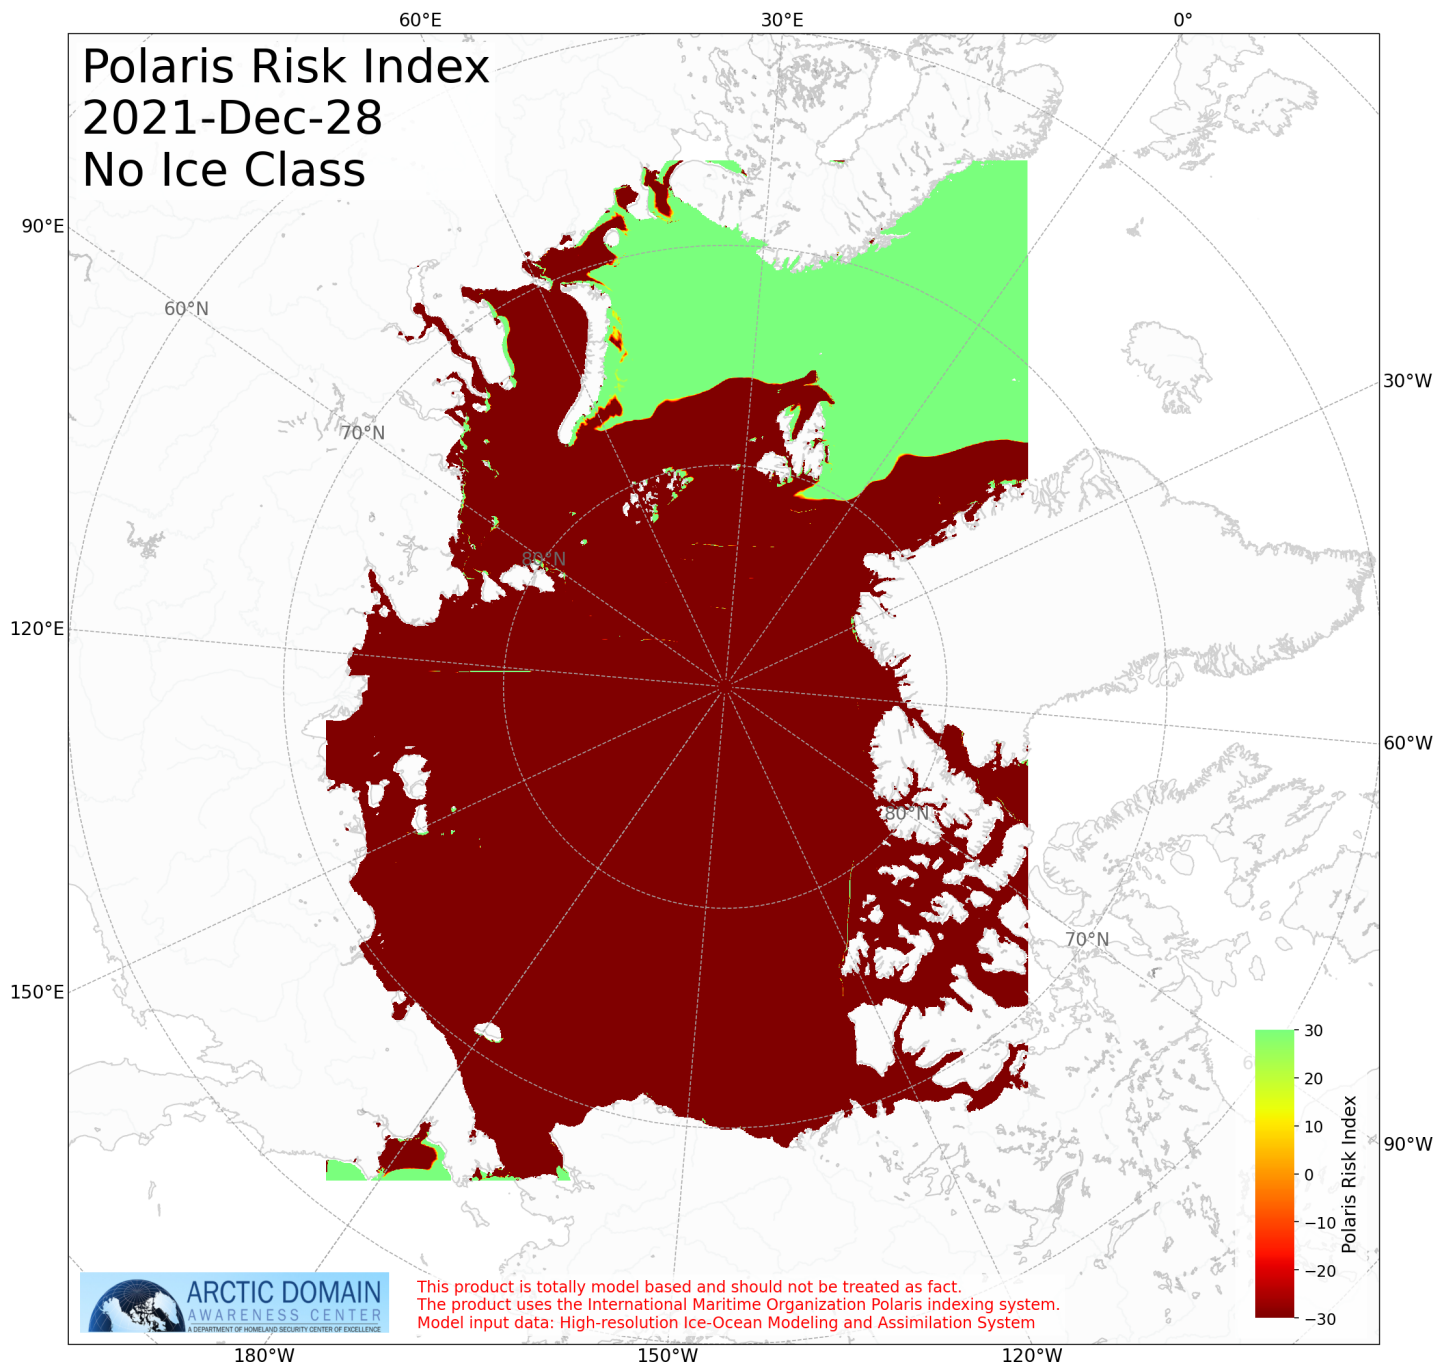 60°E 30°E 0°
Polaris Risk Index
2021-Dec-28
No Ice Class
90°E
60°N
30°W
70°N
80°N
120°E
60°W
80°N
70°N
150°E
30
20
10
0
−10
−20
−30
Polaris Risk Index
90°W
ARCTIC DOMAIN
AWARENESS CENTER
A DEPARTMENT OF HOMELAND SECURITY CENTER OF EXCELLENCE
This product is totally model based and should not be treated as fact.
The product uses the International Maritime Organization Polaris indexing system.
Model input data: High-resolution Ice-Ocean Modeling and Assimilation System
180°W 150°W 120°W